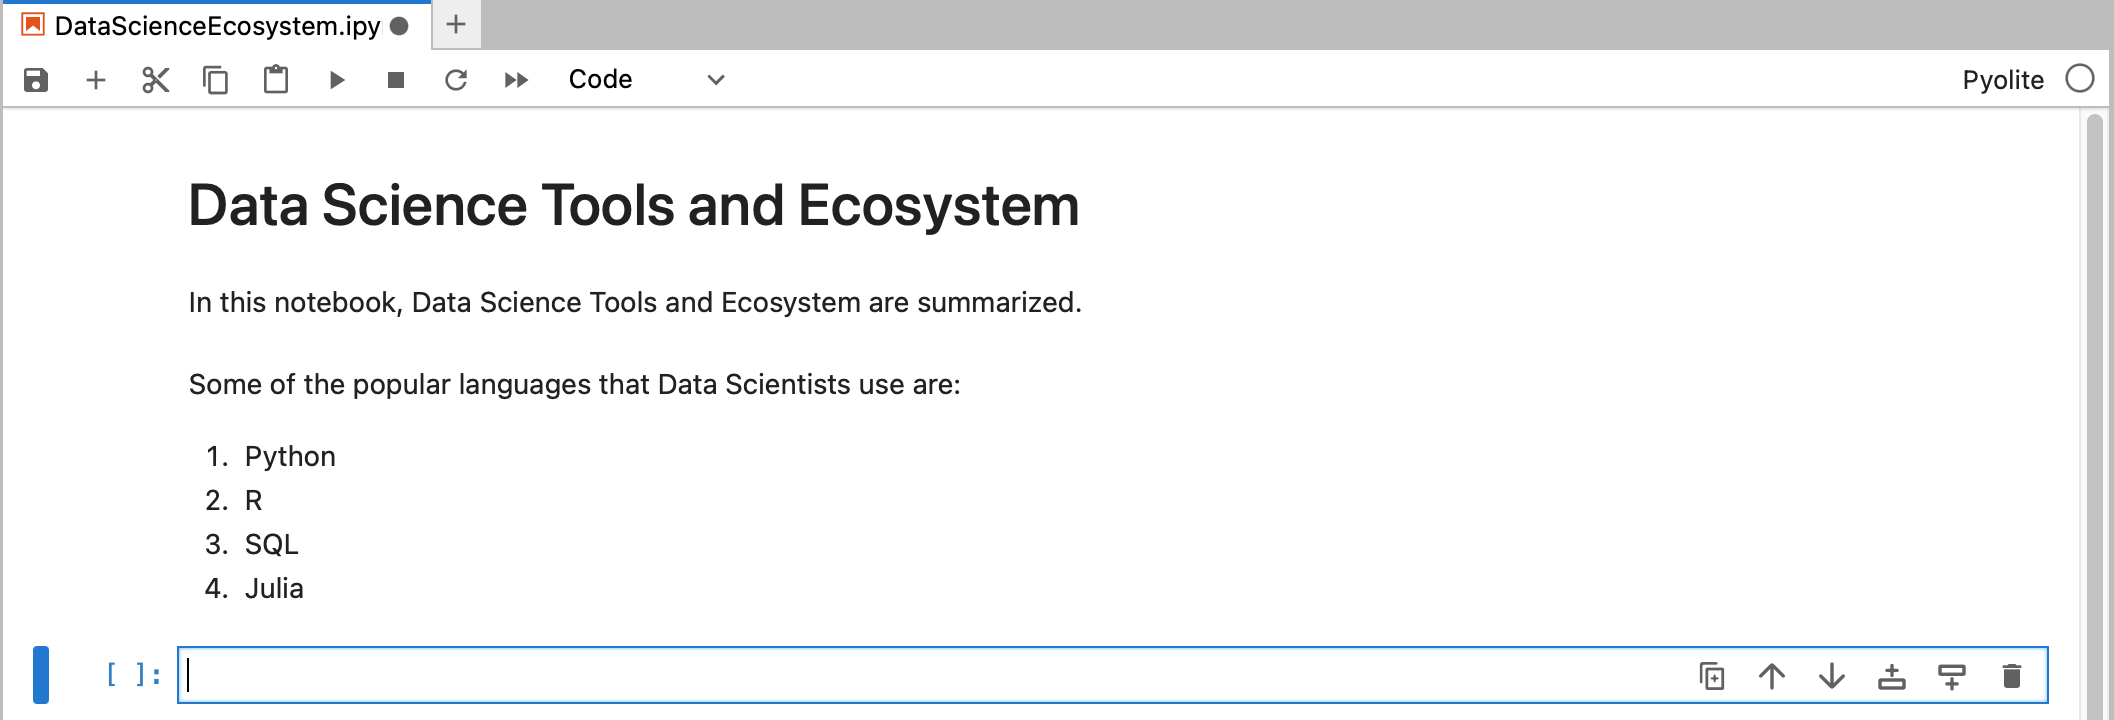 DataScienceEcosystem.ipy
Code
Pyolite
Data Science Tools and Ecosystem
In this notebook, Data Science Tools and Ecosystem are summarized.
Some of the popular languages that Data Scientists use are:
1. Python
2. R
3. SQL
4. Julia
[ ]: